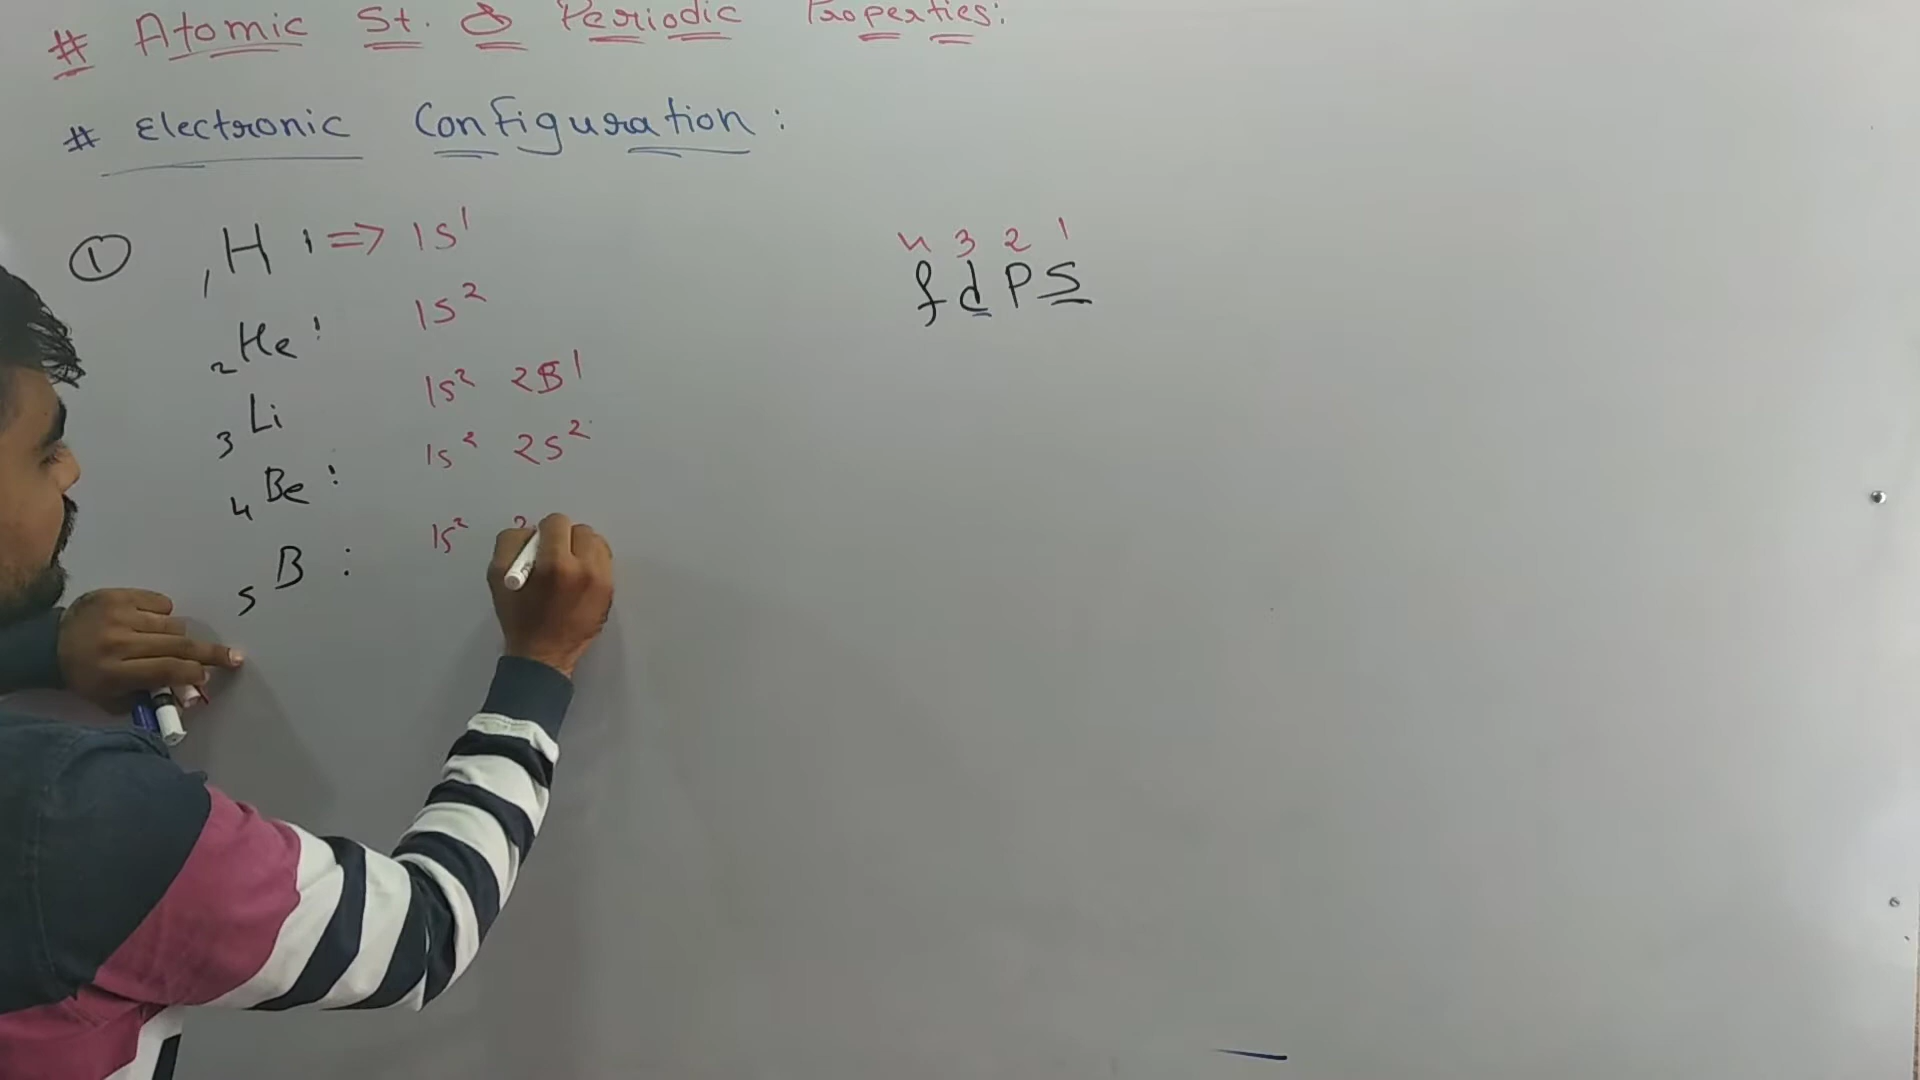 # Atomic St. & Periodic Properties:
# Electronic Configuration:
① ₁H : => 1s¹
₂He : 1s²
₃Li 1s² 2s¹
₄Be : 1s² 2s²
₅B : 1s² 2
4 3 2 1
f d p s